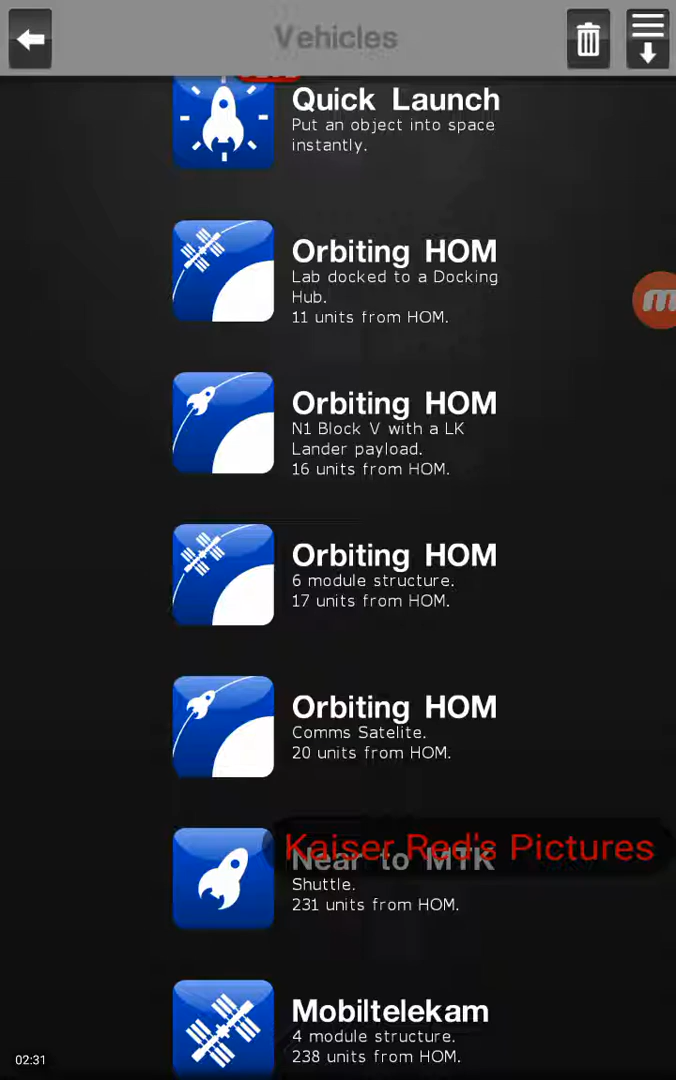 Vehicles
Quick Launch
Put an object into space
instantly.
Orbiting HOM
Lab docked to a Docking
Hub.
11 units from HOM.
Orbiting HOM
N1 Block V with a LK
Lander payload.
16 units from HOM.
Orbiting HOM
6 module structure.
17 units from HOM.
Orbiting HOM
Comms Satelite.
20 units from HOM.
Kaiser Red's Pictures
Near to MTK
Shuttle.
231 units from HOM.
Mobiltelekam
4 module structure.
238 units from HOM.
02:31